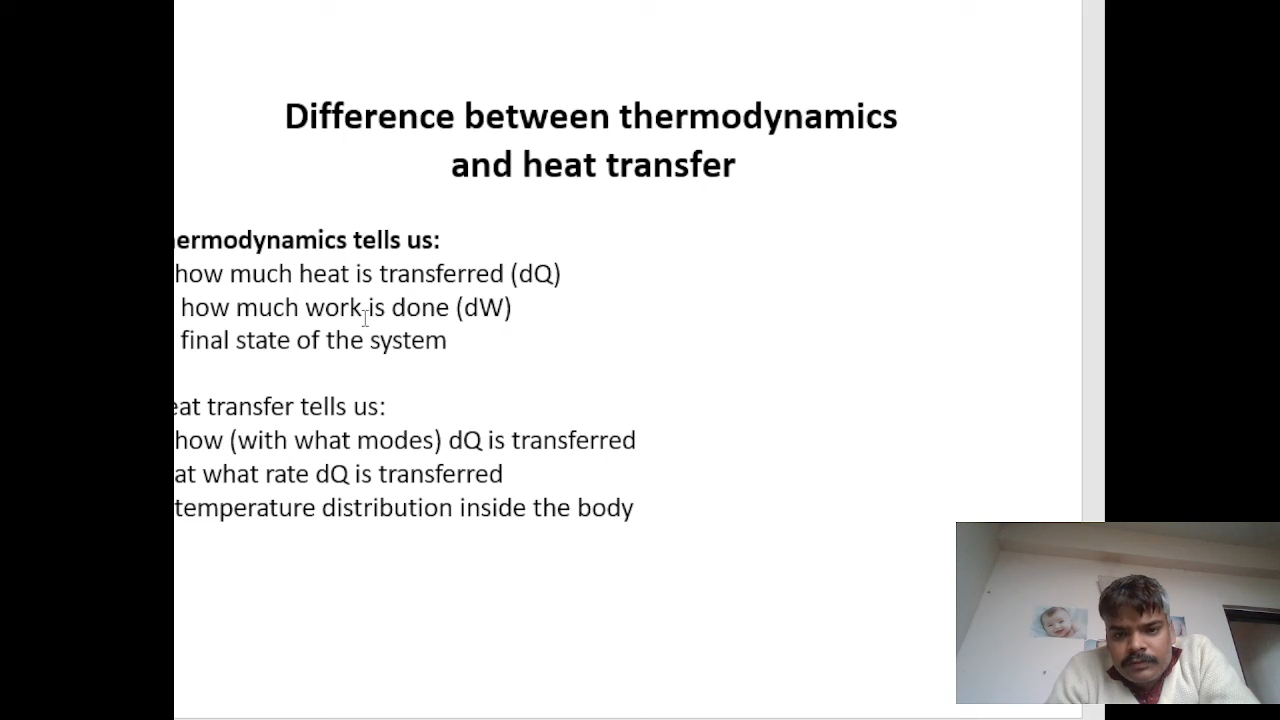 Difference between thermodynamics
and heat transfer
ermodynamics tells us:
how much heat is transferred (dQ)
how much work is done (dW)
final state of the system
eat transfer tells us:
how (with what modes) dQ is transferred
at what rate dQ is transferred
temperature distribution inside the body